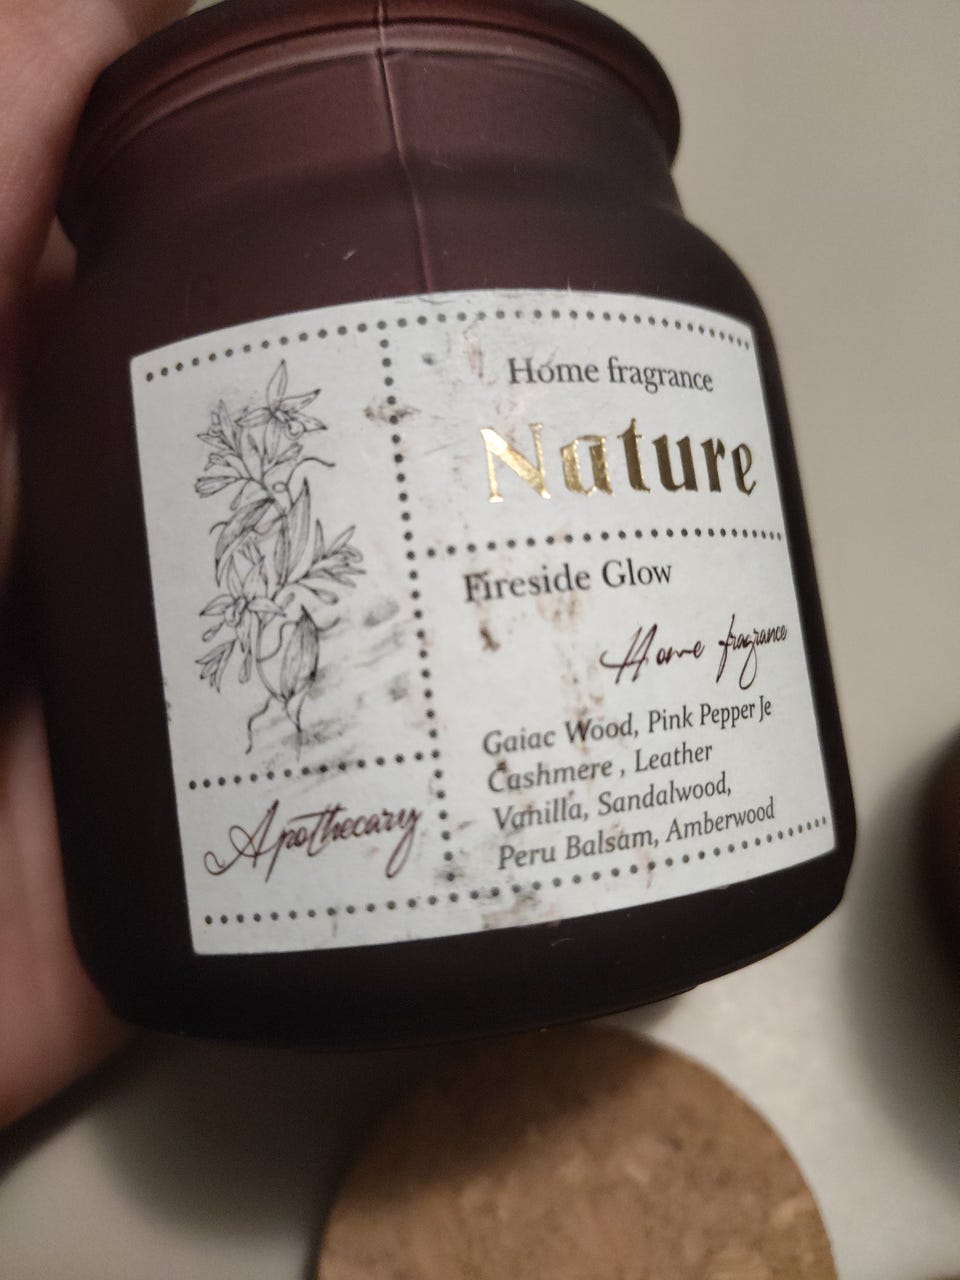 Home fragrance
Nature
Fireside Glow
Home fragrance
Gaiac Wood, Pink Pepper Je
Cashmere , Leather
Vanilla, Sandalwood,
Peru Balsam, Amberwood
Apothecary